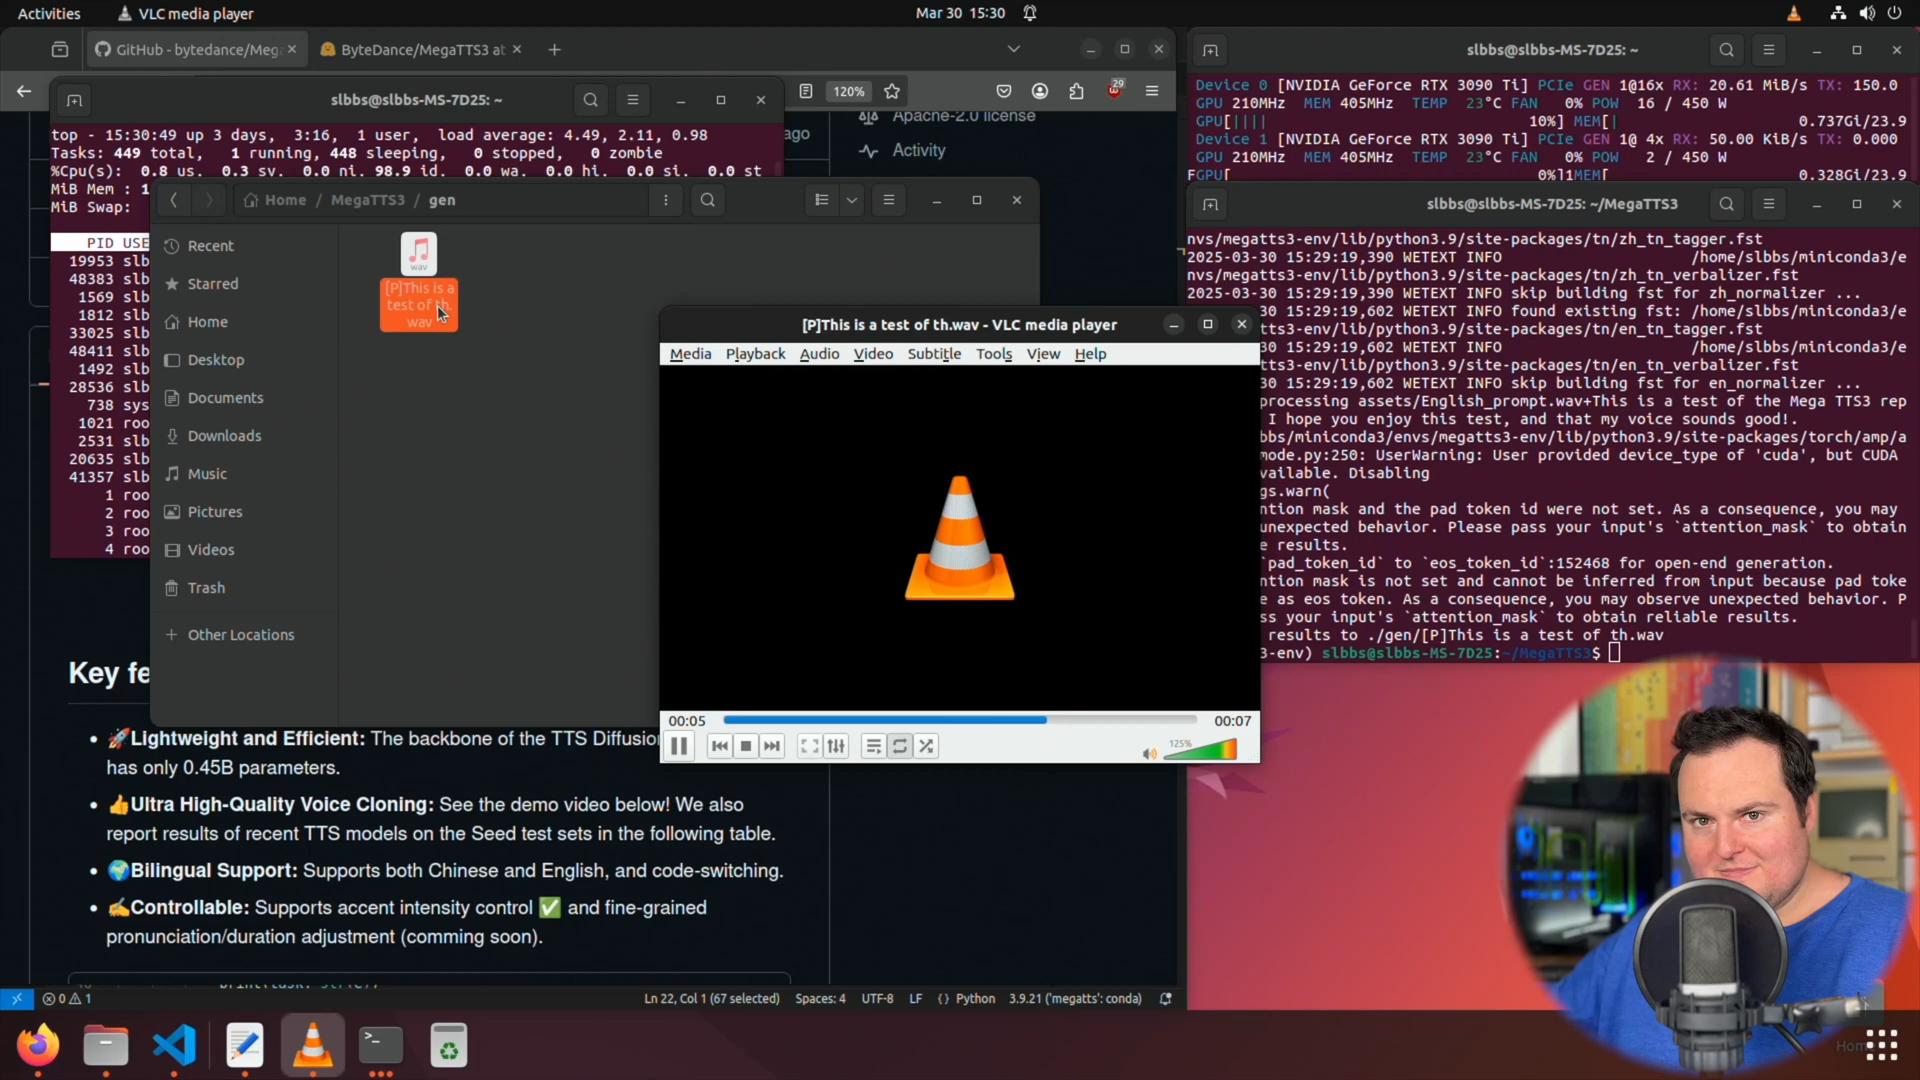 Activities
VLC media player
Mar 30 15:30
GitHub - bytedance/Mega
ByteDance/MegaTTS3 at
120%
29
slbbs@slbbs-MS-7D25: ~
top - 15:30:49 up 3 days, 3:16, 1 user, load average: 4.49, 2.11, 0.98
Tasks: 449 total, 1 running, 448 sleeping, 0 stopped, 0 zombie
%Cpu(s): 0.8 us, 0.3 sy, 0.0 ni, 98.9 id, 0.0 wa, 0.0 hi, 0.0 si, 0.0 st
MiB Mem : 1
MiB Swap:
PID USE
19953 slb
48383 slb
1569 slb
1812 slb
33025 slb
48411 slb
1492 slb
28536 slb
738 sys
1021 roo
2531 slb
20635 slb
41357 slb
1 roo
2 roo
3 roo
4 roo
ago
Apache-2.0 license
Activity
Home / MegaTTS3 / gen
Recent
Starred
Home
Desktop
Documents
Downloads
Music
Pictures
Videos
Trash
Other Locations
wav
[P]This is a
test of th.
wav
[P]This is a test of th.wav - VLC media player
Media Playback Audio Video Subtitle Tools View Help
00:05
00:07
125%
slbbs@slbbs-MS-7D25: ~
Device 0 [NVIDIA GeForce RTX 3090 Ti] PCIe GEN 1@16x RX: 20.61 MiB/s TX: 150.0
GPU 210MHz MEM 405MHz TEMP 23°C FAN 0% POW 16 / 450 W
GPU[|||| 10%] MEM[| 0.737Gi/23.9
Device 1 [NVIDIA GeForce RTX 3090 Ti] PCIe GEN 1@ 4x RX: 50.00 KiB/s TX: 0.000
GPU 210MHz MEM 405MHz TEMP 23°C FAN 0% POW 2 / 450 W
0.328Gi/23.9
slbbs@slbbs-MS-7D25: ~/MegaTTS3
nvs/megatts3-env/lib/python3.9/site-packages/tn/zh_tn_tagger.fst
2025-03-30 15:29:19,390 WETEXT INFO /home/slbbs/miniconda3/e
nvs/megatts3-env/lib/python3.9/site-packages/tn/zh_tn_verbalizer.fst
2025-03-30 15:29:19,390 WETEXT INFO skip building fst for zh_normalizer ...
30 15:29:19,602 WETEXT INFO found existing fst: /home/slbbs/minicon
tts3-env/lib/python3.9/site-packages/tn/en_tn_tagger.fst
30 15:29:19,602 WETEXT INFO /home/slbbs/miniconda3/e
tts3-env/lib/python3.9/site-packages/tn/en_tn_verbalizer.fst
30 15:29:19,602 WETEXT INFO skip building fst for en_normalizer ...
processing assets/English_prompt.wav+This is a test of the Mega TTS3 rep
I hope you enjoy this test, and that my voice sounds good!.
bbs/miniconda3/envs/megatts3-env/lib/python3.9/site-packages/torch/amp/a
mode.py:250: UserWarning: User provided device_type of 'cuda', but CUDA
vailable. Disabling
gs.warn(
ntion mask and the pad token id were not set. As a consequence, you may
unexpected behavior. Please pass your input's `attention_mask` to obtain
e results.
`pad_token_id` to `eos_token_id`:152468 for open-end generation.
ntion mask is not set and cannot be inferred from input because pad toke
e as eos token. As a consequence, you may observe unexpected behavior. P
ss your input's `attention_mask` to obtain reliable results.
results to ./gen/[P]This is a test of th.wav
3-env) slbbs@slbbs-MS-7D25:~/MegaTTS3$
Key fe
🚀Lightweight and Efficient: The backbone of the TTS Diffusio
has only 0.45B parameters.
👍Ultra High-Quality Voice Cloning: See the demo video below! We also
report results of recent TTS models on the Seed test sets in the following table.
🌍Bilingual Support: Supports both Chinese and English, and code-switching.
✍️Controllable: Supports accent intensity control ✅ and fine-grained
pronunciation/duration adjustment (comming soon).
0 1
Ln 22, Col 1 (67 selected) Spaces: 4 UTF-8 LF {} Python 3.9.21 ('megatts': conda)